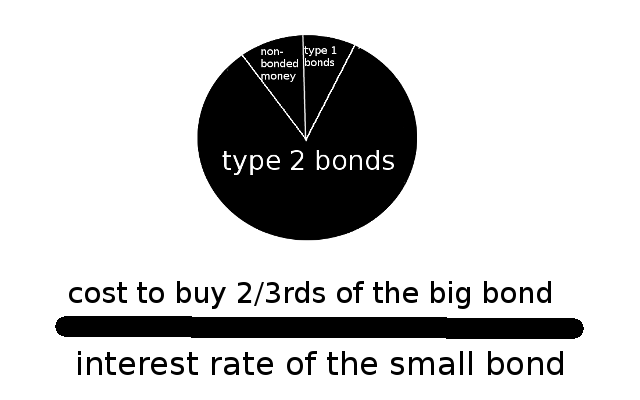 non-
bonded
money
type 1
bonds
type 2 bonds
cost to buy 2/3rds of the big bond
interest rate of the small bond